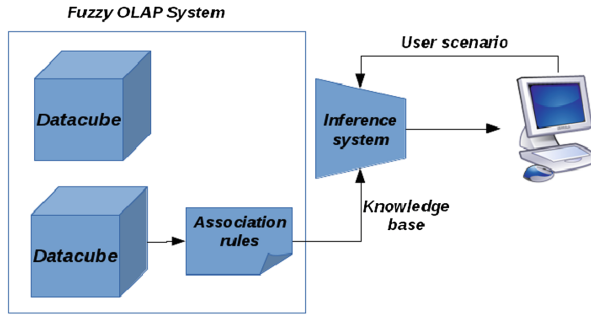 Fuzzy OLAP System
User scenario
Datacube
Inference
system
Datacube
Association
rules
Knowledge
base